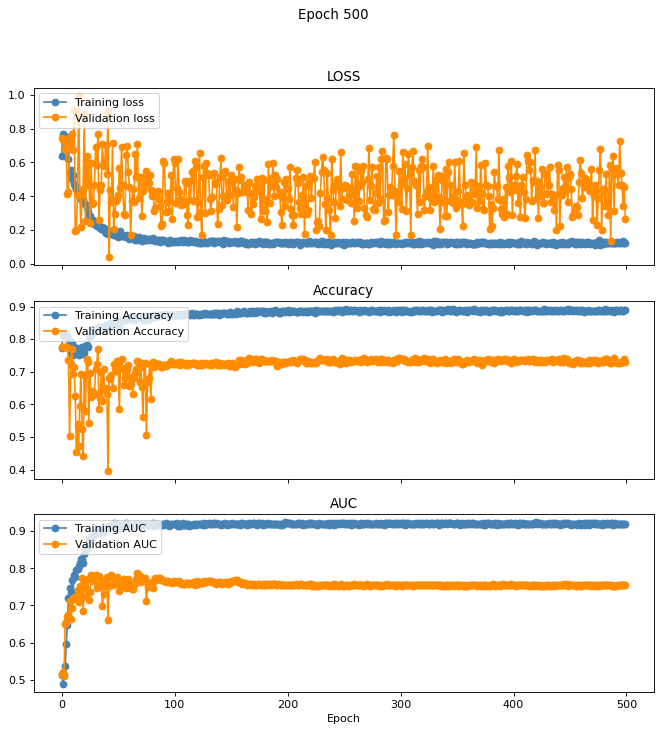 Epoch 500
LOSS
1.0
0.8
0.6
0.4
0.2
0.0
Training loss
Validation loss
Accuracy
0.9
0.8
0.7
0.6
0.5
0.4
Training Accuracy
Validation Accuracy
AUC
0.9
0.8
0.7
0.6
0.5
Training AUC
Validation AUC
0 100 200 300 400 500
Epoch